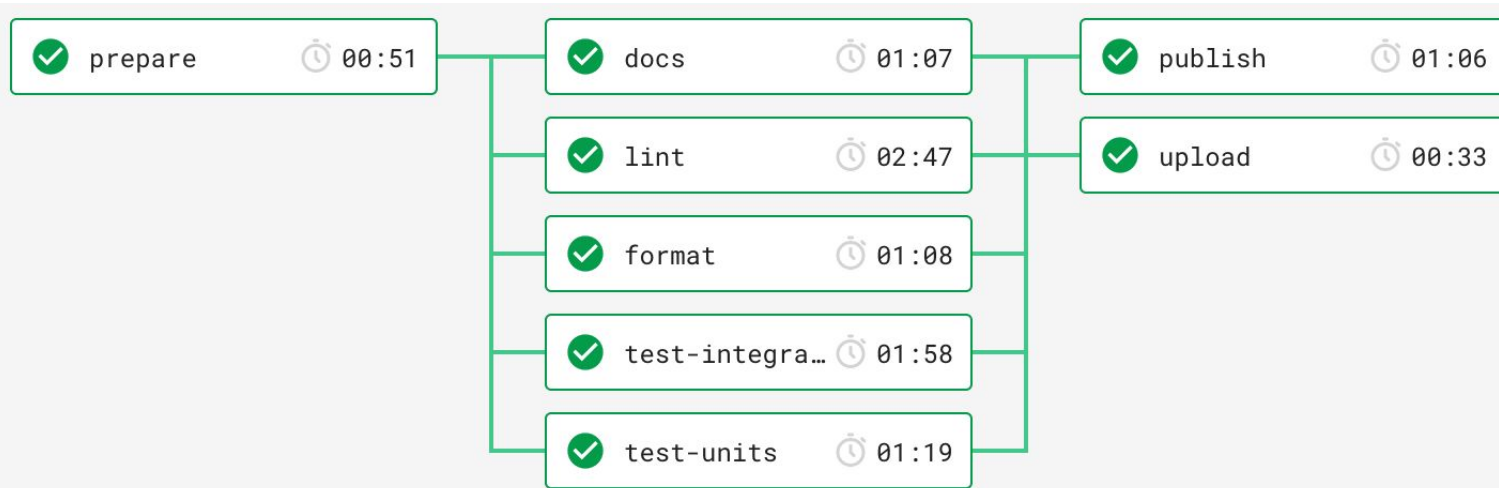 prepare 00:51
docs 01:07
lint 02:47
format 01:08
test-integra… 01:58
test-units 01:19
publish 01:06
upload 00:33